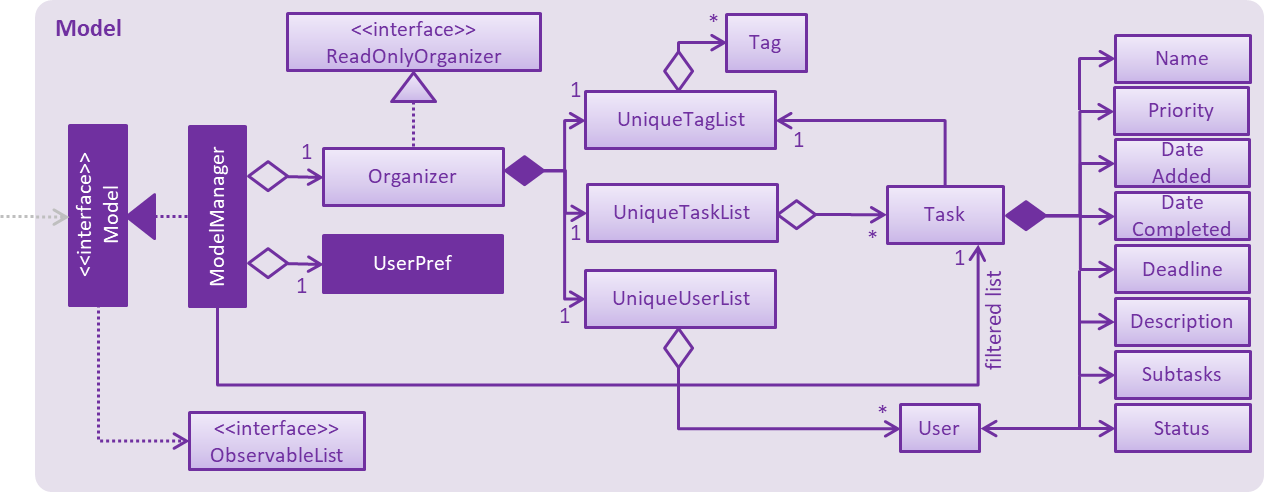 Model
<<interface>>
ReadOnlyOrganizer
*
Tag
Name
1
UniqueTagList
Priority
<<interface>>
Model
ModelManager
1
Organizer
1
Date
Added
UniqueTaskList
1
Task
*
Date
Completed
UserPref
1
1
filtered list
Deadline
UniqueUserList
1
Description
Subtasks
<<interface>>
ObservableList
*
User
Status